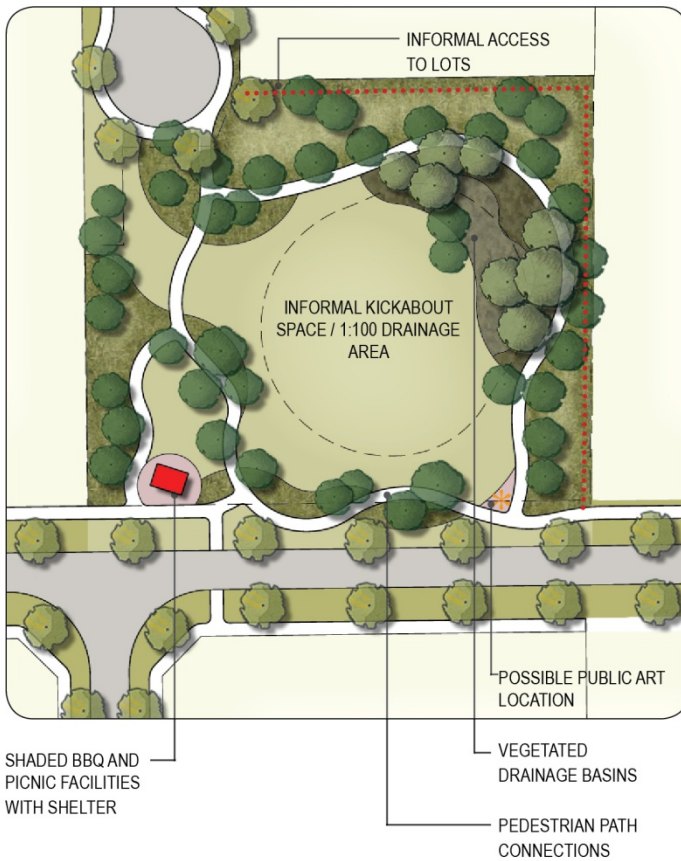 INFORMAL ACCESS
TO LOTS
INFORMAL KICKABOUT
SPACE / 1:100 DRAINAGE
AREA
POSSIBLE PUBLIC ART
LOCATION
SHADED BBQ AND
PICNIC FACILITIES
WITH SHELTER
VEGETATED
DRAINAGE BASINS
PEDESTRIAN PATH
CONNECTIONS